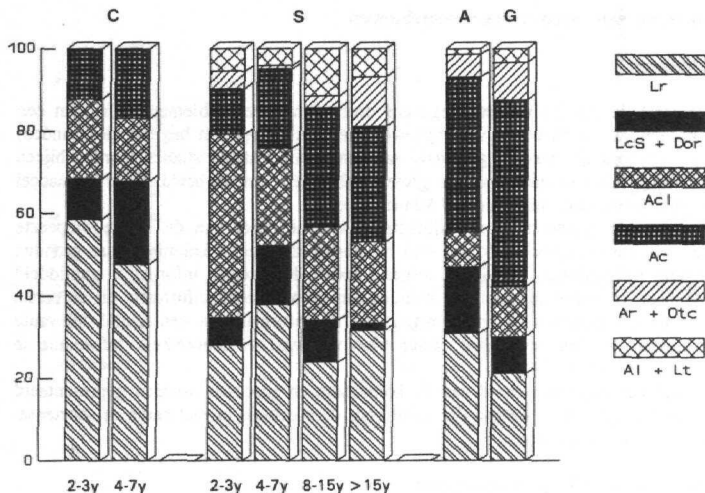 C S A G
100
80
60
40
20
0
2-3y 4-7y 2-3y 4-7y 8-15y >15y
Lr
LcS + Dor
Acl
Ac
Ar + Otc
Al + Lt